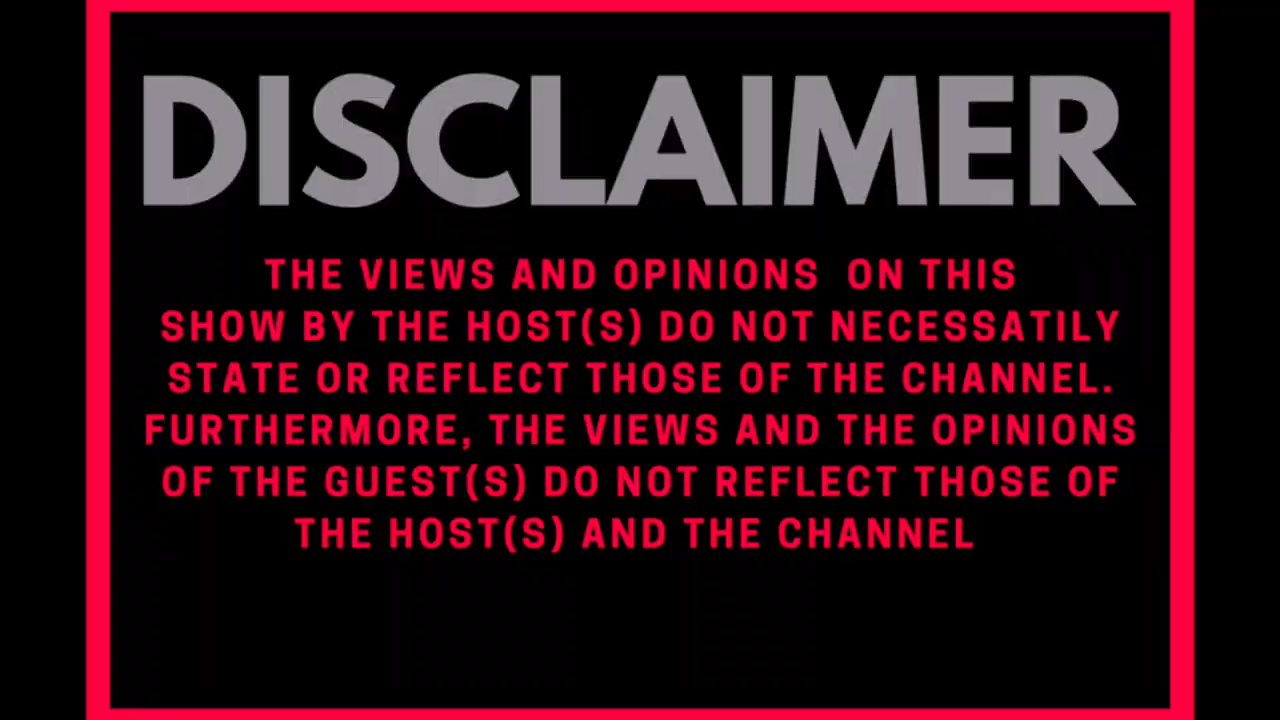 DISCLAIMER
THE VIEWS AND OPINIONS ON THIS
SHOW BY THE HOST(S) DO NOT NECESSATILY
STATE OR REFLECT THOSE OF THE CHANNEL.
FURTHERMORE, THE VIEWS AND THE OPINIONS
OF THE GUEST(S) DO NOT REFLECT THOSE OF
THE HOST(S) AND THE CHANNEL